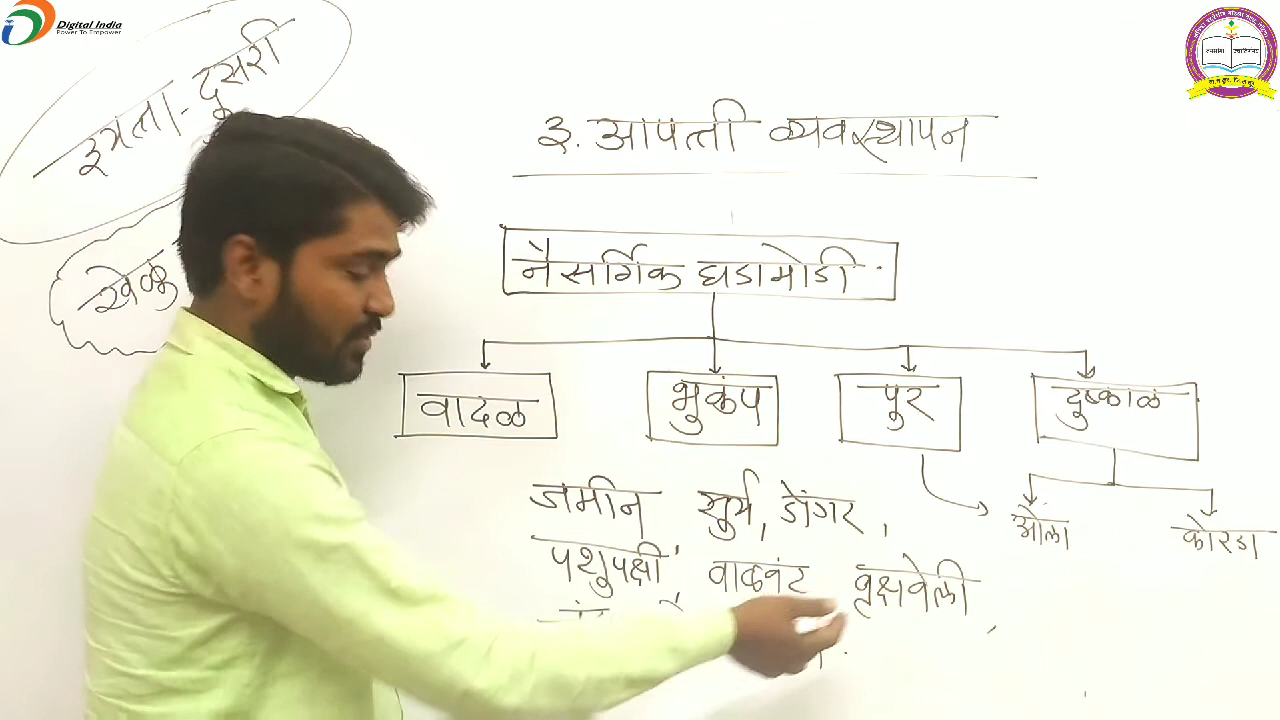 Digital India
Power To Empower
इयत्ता - दुसरी
खेळू
३. आपत्ती व्यवस्थापन
नैसर्गिक घडामोडी .
वादळ भुकंप पुर दुष्काळ
ओला कोरडा
जमीन सुर्य, डोंगर,
पशुपक्षी, वाळवंट वृक्षवेली,